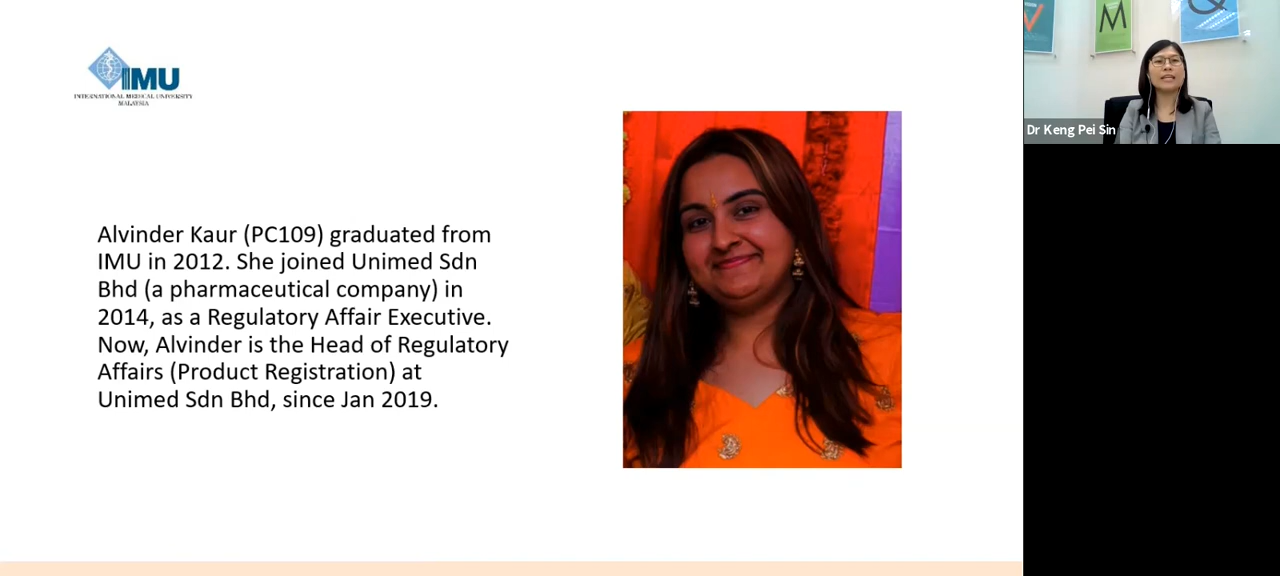 IMU
INTERNATIONAL MEDICAL UNIVERSITY
MALAYSIA
Alvinder Kaur (PC109) graduated from
IMU in 2012. She joined Unimed Sdn
Bhd (a pharmaceutical company) in
2014, as a Regulatory Affair Executive.
Now, Alvinder is the Head of Regulatory
Affairs (Product Registration) at
Unimed Sdn Bhd, since Jan 2019.
M
&
Dr Keng Pei Sin